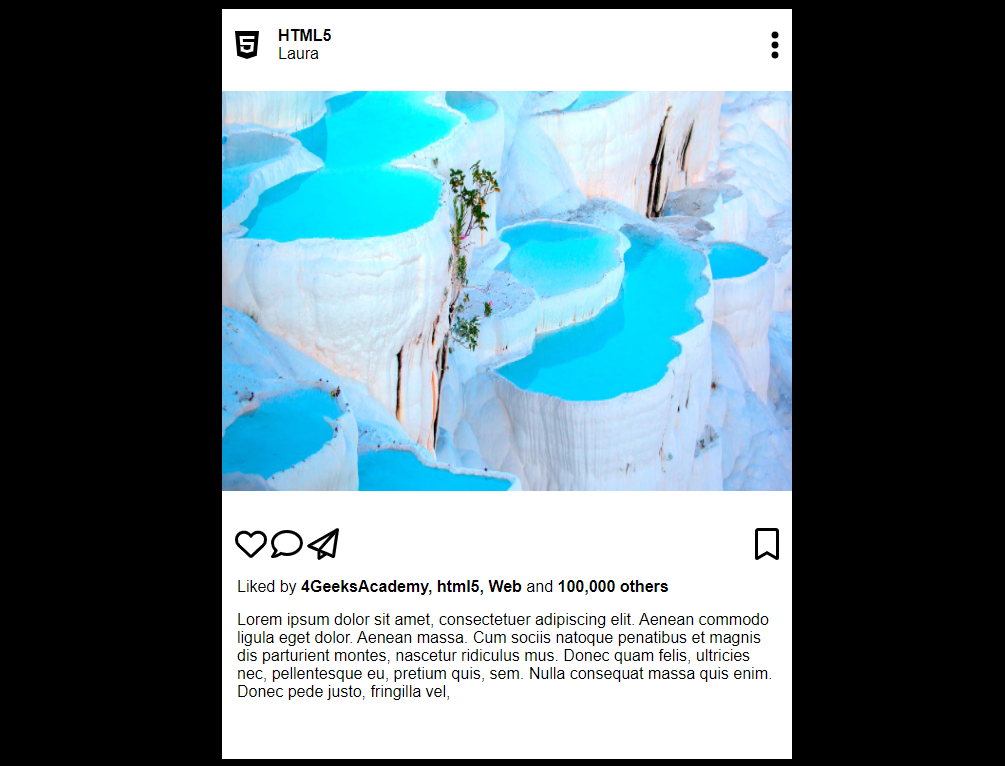 HTML5
Laura
Liked by 4GeeksAcademy, html5, Web and 100,000 others
Lorem ipsum dolor sit amet, consectetuer adipiscing elit. Aenean commodo
ligula eget dolor. Aenean massa. Cum sociis natoque penatibus et magnis
dis parturient montes, nascetur ridiculus mus. Donec quam felis, ultricies
nec, pellentesque eu, pretium quis, sem. Nulla consequat massa quis enim.
Donec pede justo, fringilla vel,